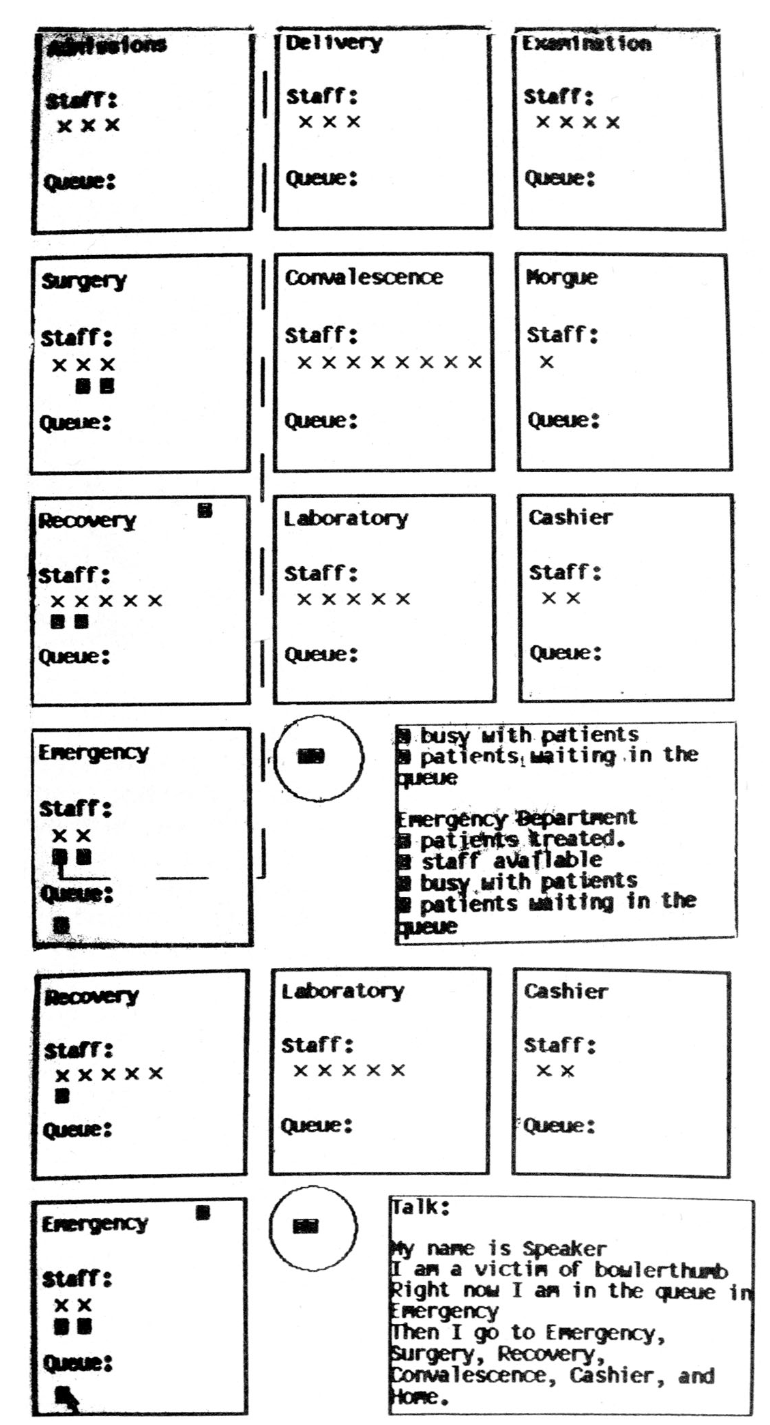 Admissions
Staff:
x x x
Queue:
Delivery
Staff:
x x x
Queue:
Examination
Staff:
x x x x
Queue:
Surgery
Staff:
x x x
Queue:
Convalescence
Staff:
x x x x x x x x
Queue:
Morgue
Staff:
x
Queue:
Recovery
Staff:
x x x x x
Queue:
Laboratory
Staff:
x x x x x
Queue:
Cashier
Staff:
x x
Queue:
Emergency
Staff:
x x
Queue:
busy with patients
patients waiting in the
queue
Emergency Department
patients treated.
staff available
busy with patients
patients waiting in the
queue
Recovery
Staff:
x x x x x
Queue:
Laboratory
Staff:
x x x x x
Queue:
Cashier
Staff:
x x
Queue:
Emergency
Staff:
x x
Queue:
Talk:
My name is Speaker
I am a victim of bowlerthumb
Right now I am in the queue in
Emergency
Then I go to Emergency,
Surgery, Recovery,
Convalescence, Cashier, and
Home.